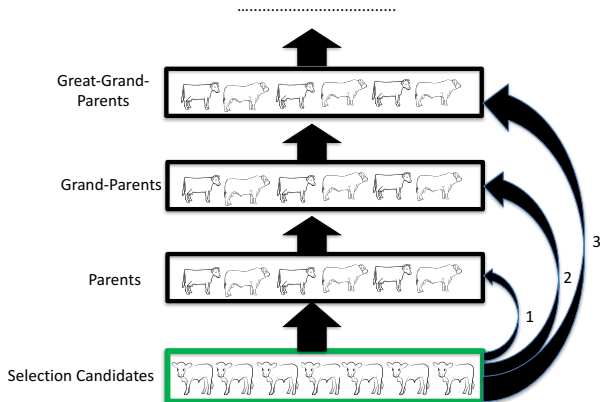 ....................................
Great-Grand-
Parents
Grand-Parents
3
2
Parents
1
Selection Candidates